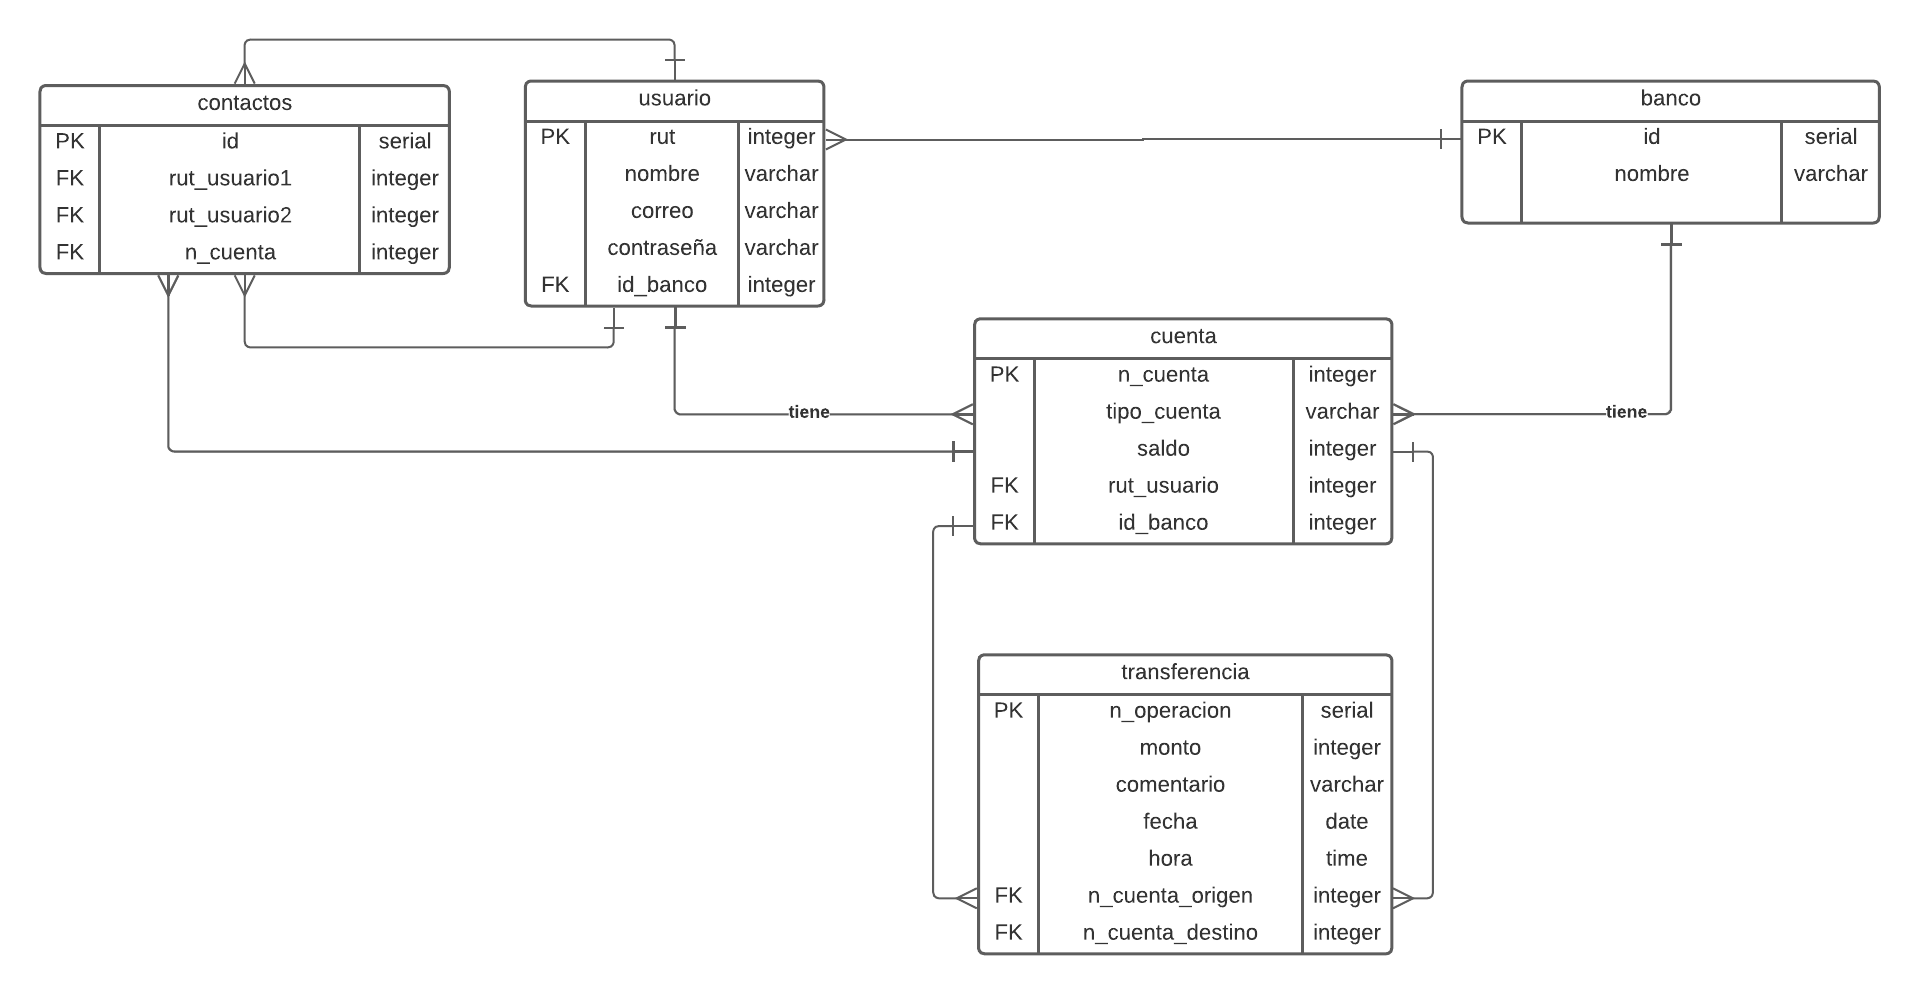 contactos
PK id serial
FK rut_usuario1 integer
FK rut_usuario2 integer
FK n_cuenta integer
usuario
PK rut integer
nombre varchar
correo varchar
contraseña varchar
FK id_banco integer
banco
PK id serial
nombre varchar
tiene
tiene
cuenta
PK n_cuenta integer
tipo_cuenta varchar
saldo integer
FK rut_usuario integer
FK id_banco integer
transferencia
PK n_operacion serial
monto integer
comentario varchar
fecha date
hora time
FK n_cuenta_origen integer
FK n_cuenta_destino integer